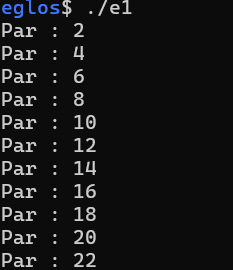 eglos$ ./e1
Par : 2
Par : 4
Par : 6
Par : 8
Par : 10
Par : 12
Par : 14
Par : 16
Par : 18
Par : 20
Par : 22